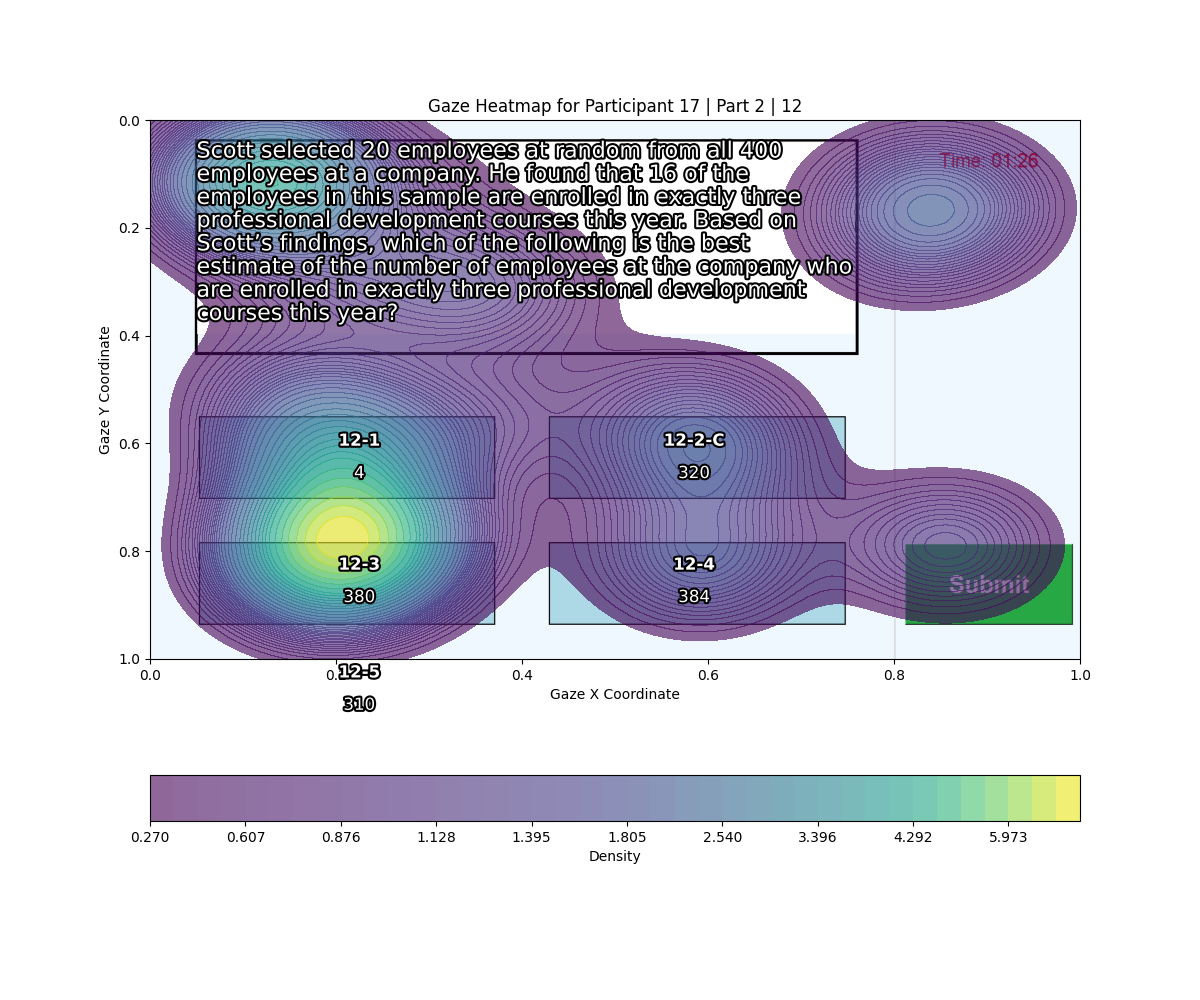 Gaze Heatmap for Participant 17 | Part 2 | 12
0.0
0.2
0.4
0.6
0.8
1.0
Gaze Y Coordinate
Scott selected 20 employees at random from all 400
employees at a company. He found that 16 of the
employees in this sample are enrolled in exactly three
professional development courses this year. Based on
Scott’s findings, which of the following is the best
estimate of the number of employees at the company who
are enrolled in exactly three professional development
courses this year?
Time 01:26
12-1
4
12-2-C
320
12-3
380
12-4
384
Submit
12-5
310
0.0
0.4
0.6
0.8
1.0
Gaze X Coordinate
0.270
0.607
0.876
1.128
1.395
1.805
2.540
3.396
4.292
5.973
Density